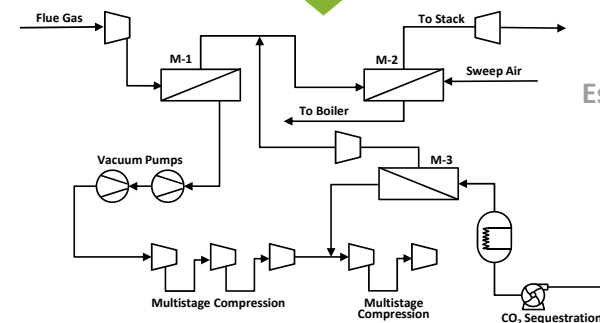 Flue Gas
To Stack
M-1
M-2
Sweep Air
Es
To Boiler
M-3
Vacuum Pumps
Multistage Compression
Multistage
Compression
CO₂ Sequestration